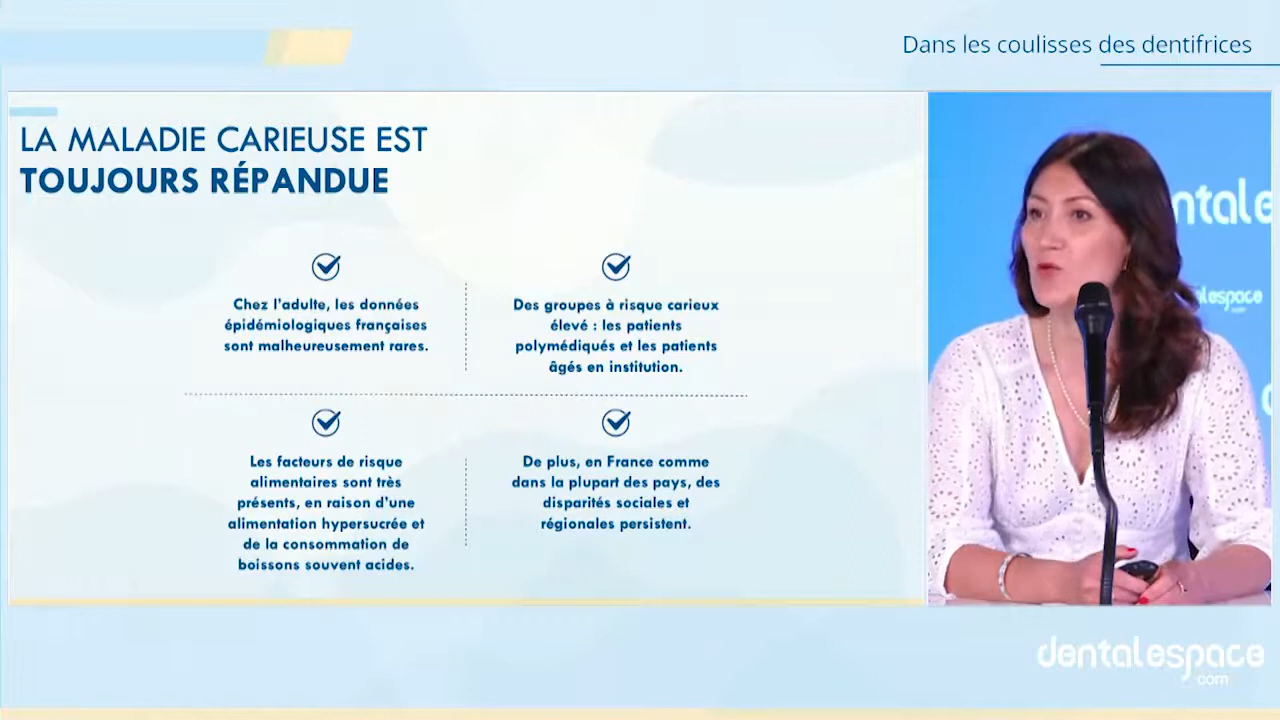 Dans les coulisses des dentifrices
LA MALADIE CARIEUSE EST
TOUJOURS RÉPANDUE
Chez l'adulte, les données
épidémiologiques françaises
sont malheureusement rares.
Des groupes à risque carieux
élevé : les patients
polymédiqués et les patients
âgés en institution.
Les facteurs de risque
alimentaires sont très
présents, en raison d'une
alimentation hypersucrée et
de la consommation de
boissons souvent acides.
De plus, en France comme
dans la plupart des pays, des
disparités sociales et
régionales persistent.
ntale
alespace
dentalespace
.com